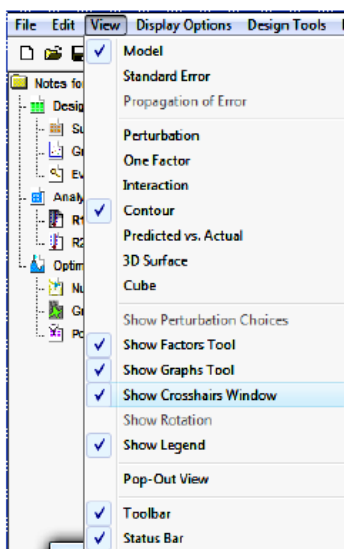 File Edit View Display Options Design Tools
Model
Standard Error
Propagation of Error
Perturbation
One Factor
Interaction
Contour
Predicted vs. Actual
3D Surface
Cube
Show Perturbation Choices
Show Factors Tool
Show Graphs Tool
Show Crosshairs Window
Show Rotation
Show Legend
Pop-Out View
Toolbar
Status Bar
Notes fo
Desig
Su
Gr
Ev
Analy
R1
R2
Optim
Nu
Gr
Po